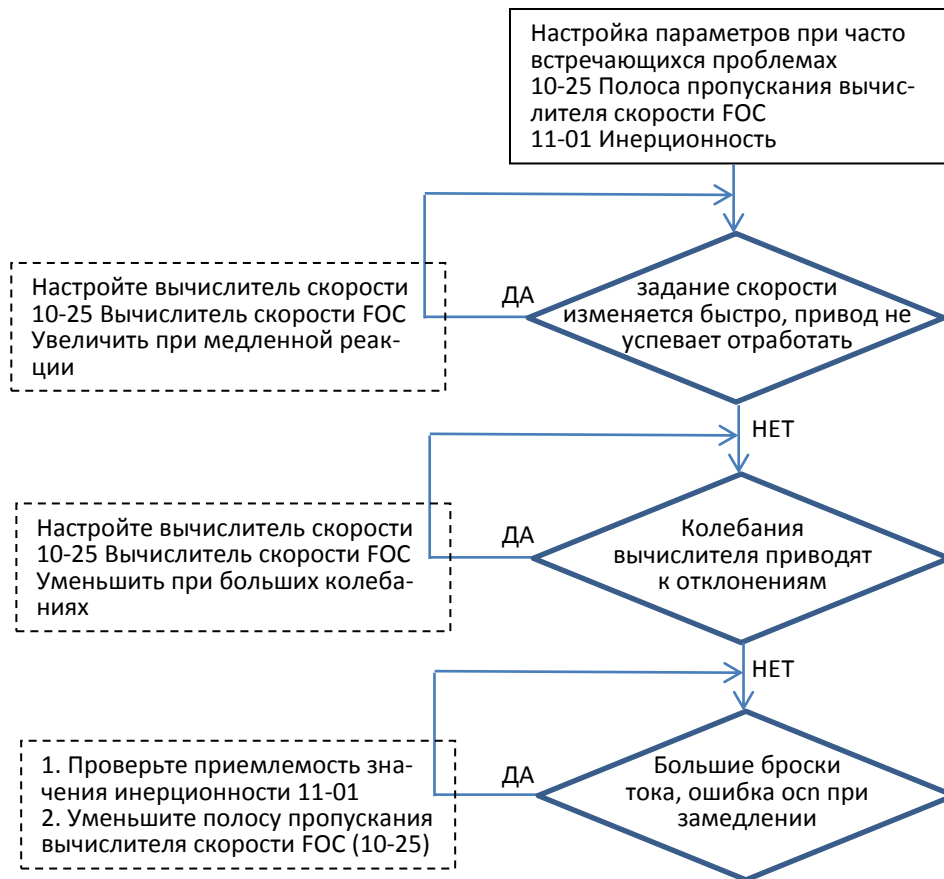 Настройка параметров при часто
встречающихся проблемах
10-25 Полоса пропускания вычис-
лителя скорости FOC
11-01 Инерционность
задание скорости
изменяется быстро, привод не
успевает отработать
ДА
Настройте вычислитель скорости
10-25 Вычислитель скорости FOC
Увеличить при медленной реак-
ции
НЕТ
Колебания
вычислителя приводят
к отклонениям
ДА
Настройте вычислитель скорости
10-25 Вычислитель скорости FOC
Уменьшить при больших колеба-
ниях
НЕТ
Большие броски
тока, ошибка ocn при
замедлении
ДА
1. Проверьте приемлемость зна-
чения инерционности 11-01
2. Уменьшите полосу пропускания
вычислителя скорости FOC (10-25)